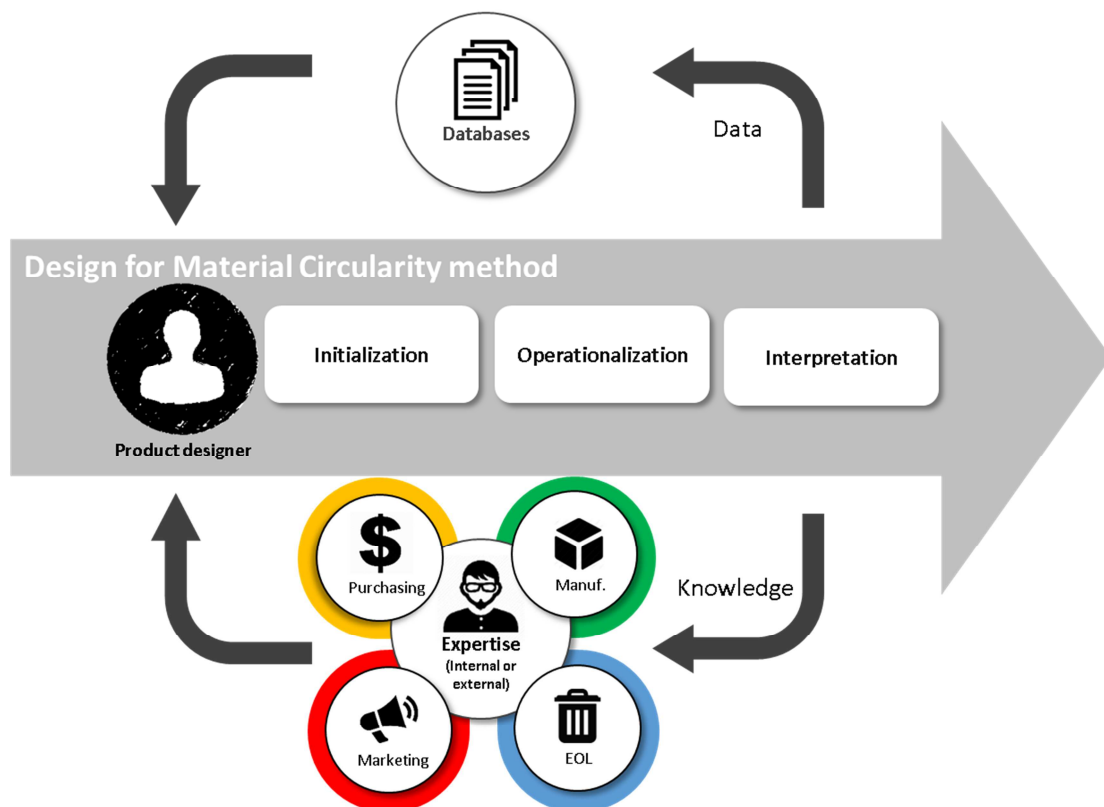 Databases
Data
Design for Material Circularity method
Initialization
Operationalization
Interpretation
Product designer
Purchasing
Manuf.
Knowledge
Expertise
(Internal or
external)
Marketing
EOL